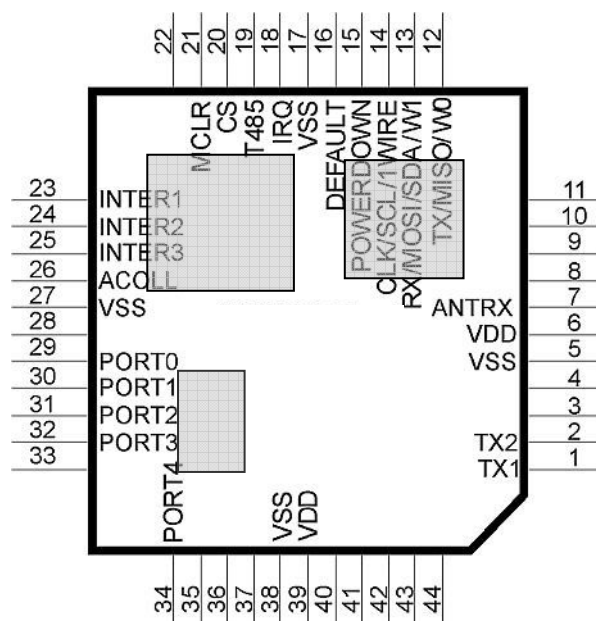 22 21 20 19 18 17 16 15 14 13 12
MCLR
CS
T485
IRQ
VSS
DEFAULT
POWERDOWN
CLK/SCL/1WIRE
RX/MOSI/SDA/W1
TX/MISO/W0
23 INTER1 11
24 INTER2 10
25 INTER3 9
26 ACOLL 8
27 VSS ANTRX 7
28 VDD 6
29 PORT0 VSS 5
30 PORT1 4
31 PORT2 3
32 PORT3 TX2 2
33 TX1 1
PORT4
VSS
VDD
34 35 36 37 38 39 40 41 42 43 44